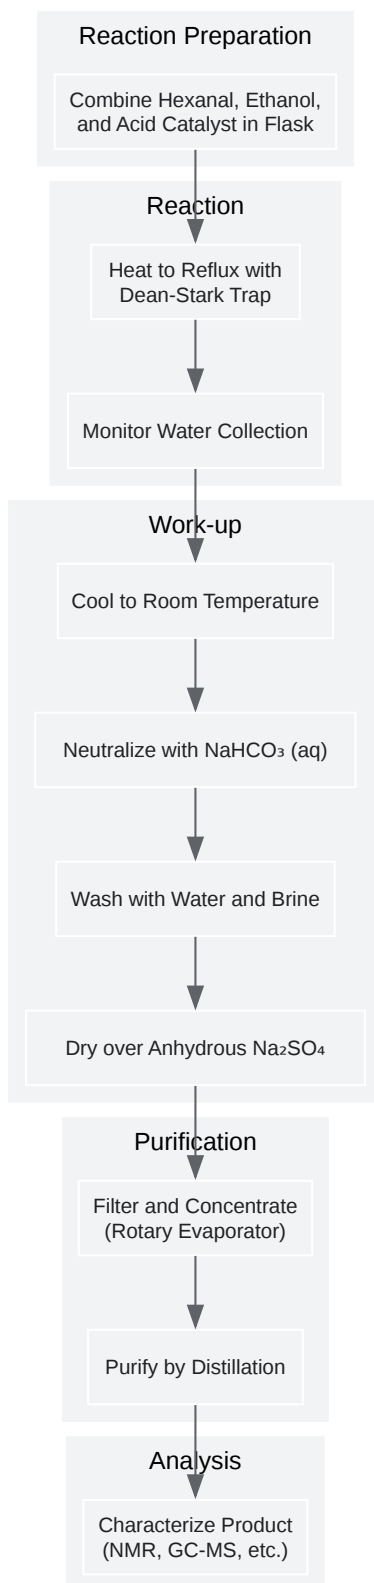 Reaction Preparation
Combine Hexanal, Ethanol,
and Acid Catalyst in Flask
Reaction
Heat to Reflux with
Dean-Stark Trap
Monitor Water Collection
Work-up
Cool to Room Temperature
Neutralize with NaHCO₃ (aq)
Wash with Water and Brine
Dry over Anhydrous Na₂SO₄
Purification
Filter and Concentrate
(Rotary Evaporator)
Purify by Distillation
Analysis
Characterize Product
(NMR, GC-MS, etc.)